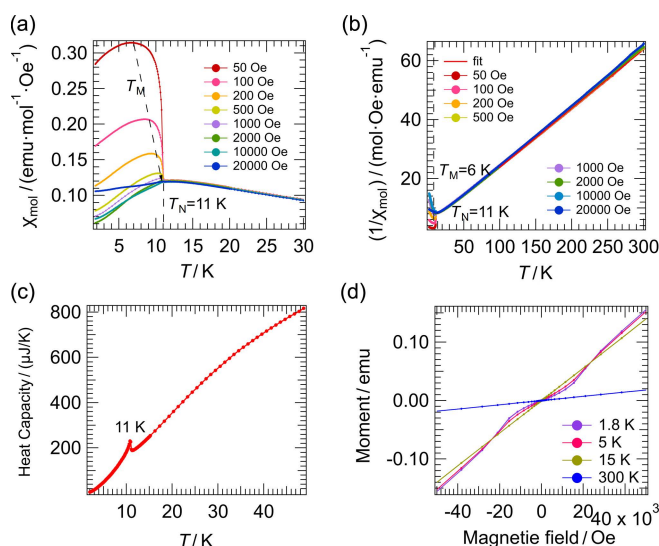 (a)
χmol / (emu·mol⁻¹·Oe⁻¹)
0.30
0.25
0.20
0.15
0.10
TM
50 Oe
100 Oe
200 Oe
500 Oe
1000 Oe
2000 Oe
10000 Oe
20000 Oe
TN=11 K
5 10 15 20 25 30
T / K
(b)
(1/χmol) / (mol·Oe·emu⁻¹)
60
40
20
fit
50 Oe
100 Oe
200 Oe
500 Oe
TM=6 K
TN=11 K
1000 Oe
2000 Oe
10000 Oe
20000 Oe
0 50 100 150 200 250 300
T / K
(c)
Heat Capacity / (μJ/K)
800
600
400
200
0
11 K
10 20 30 40
T / K
(d)
Moment / emu
0.10
0.00
-0.10
1.8 K
5 K
15 K
300 K
-40 -20 0 20 40 x 10³
Magnetie field / Oe